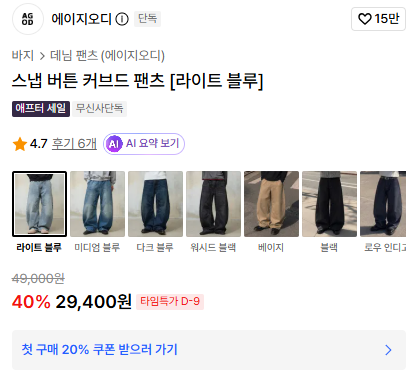 AG
OD
에이지오디
단독
15만
바지 > 데님 팬츠 (에이지오디)
스냅 버튼 커브드 팬츠 [라이트 블루]
애프터 세일 무신사단독
4.7 후기 6개 AI AI 요약 보기
라이트 블루 미디엄 블루 다크 블루 워시드 블랙 베이지 블랙 로우 인디고
49,000원
40% 29,400원 타임특가 D-9
첫 구매 20% 쿠폰 받으러 가기